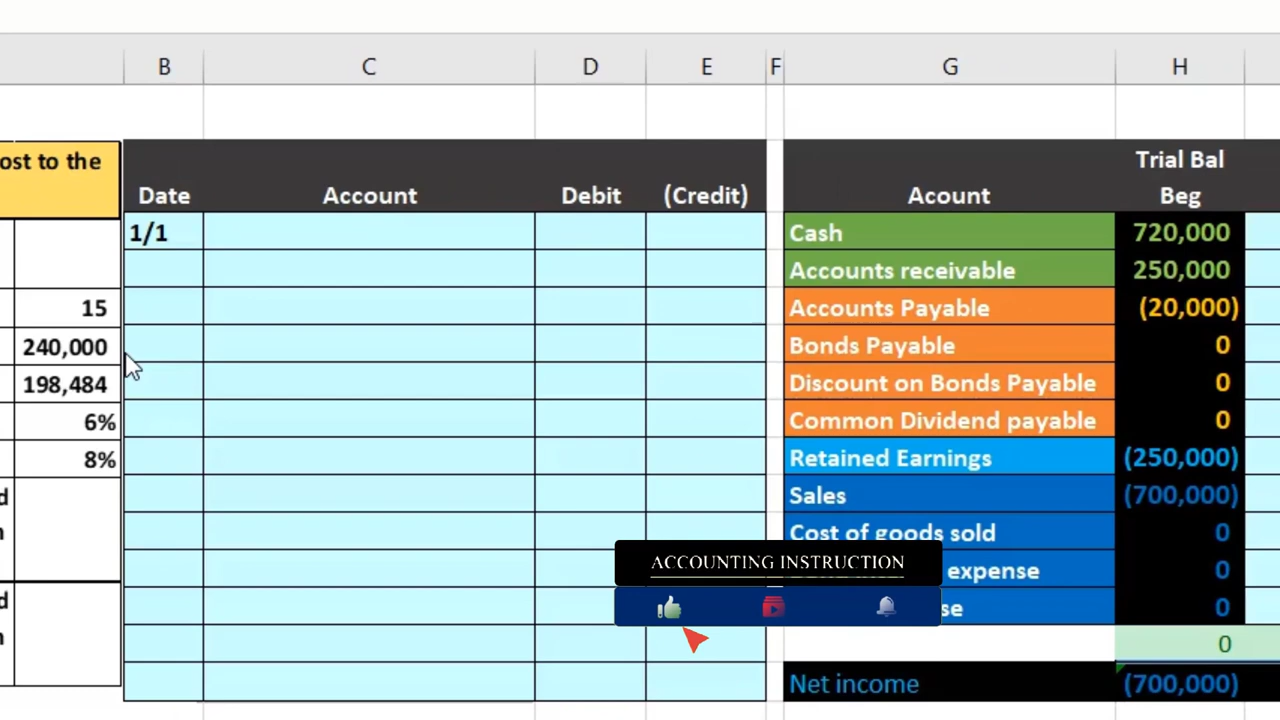 B C D E F G H
ost to the
Date Account Debit (Credit)
Acount Trial Bal
Beg
1/1
Cash 720,000
Accounts receivable 250,000
15
Accounts Payable (20,000)
240,000
Bonds Payable 0
198,484
Discount on Bonds Payable 0
6%
Common Dividend payable 0
8%
Retained Earnings (250,000)
d
Sales (700,000)
n
Cost of goods sold 0
expense 0
d
se 0
n
0
Net income (700,000)
ACCOUNTING INSTRUCTION